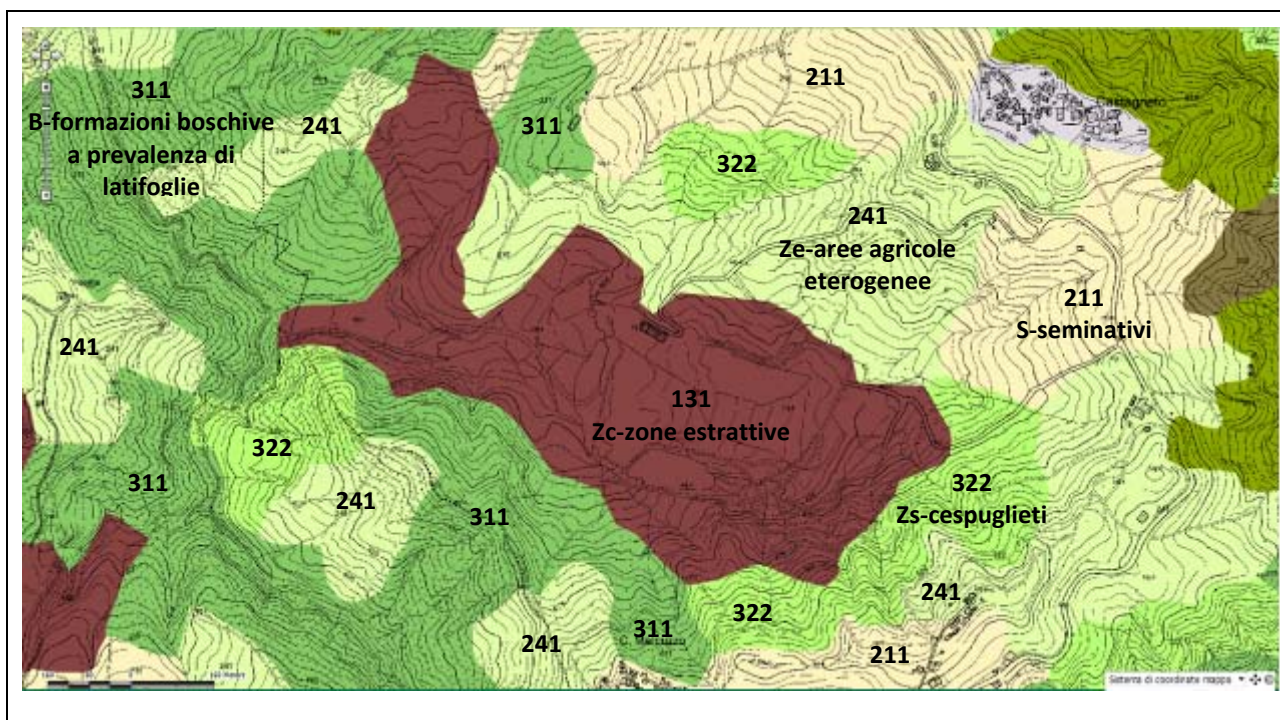 311
B-formazioni boschive
a prevalenza di
latifoglie
241
311
211
322
241
Ze-aree agricole
eterogenee
211
S-seminativi
241
131
Zc-zone estrattive
322
311
241
311
322
Zs-cespuglieti
241
322
311
241
211
Sistema di coordinate mappa